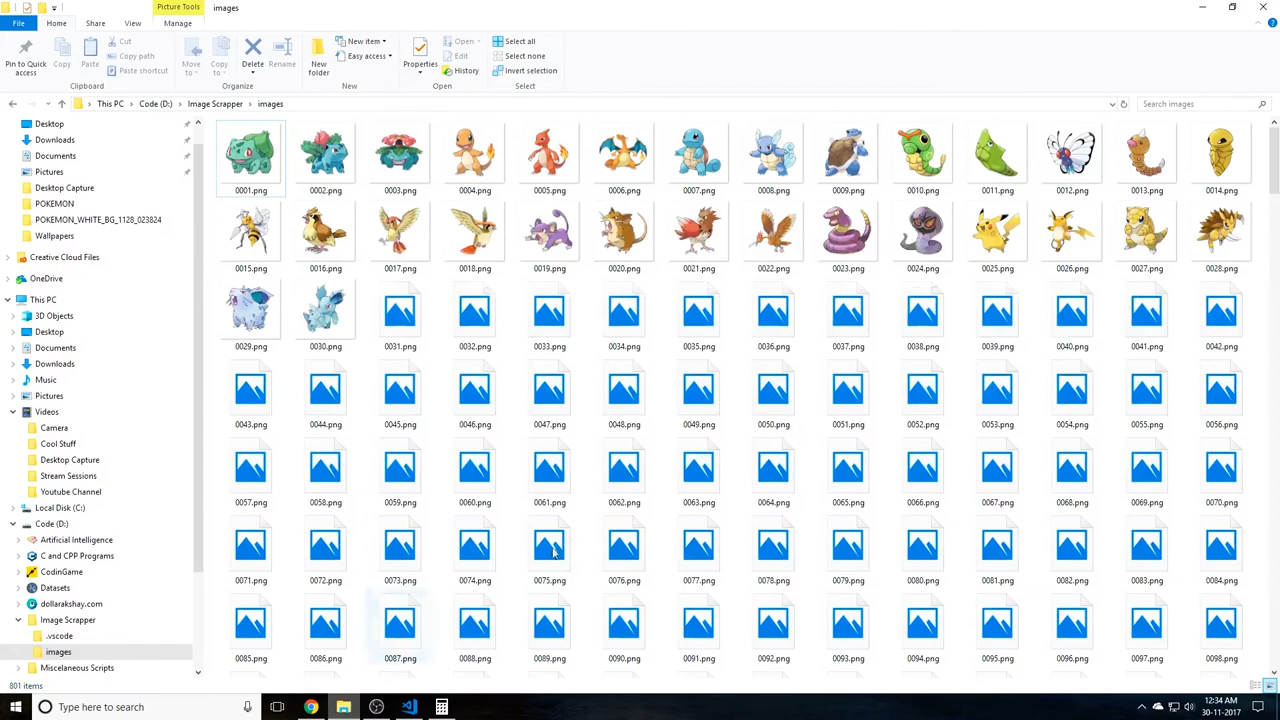 Picture Tools
images
File
Home
Share
View
Manage
Pin to Quick access
Copy
Paste
Cut
Copy path
Paste shortcut
Clipboard
Move to
Copy to
Delete
Rename
Organize
New folder
New item
Easy access
New
Properties
Open
Edit
History
Open
Select all
Select none
Invert selection
Select
This PC
Code (D:)
Image Scrapper
images
Search images
Desktop
Downloads
Documents
Pictures
Desktop Capture
POKEMON
POKEMON_WHITE_BG_1128_023824
Wallpapers
Creative Cloud Files
OneDrive
This PC
3D Objects
Desktop
Documents
Downloads
Music
Pictures
Videos
Camera
Cool Stuff
Desktop Capture
Stream Sessions
Youtube Channel
Local Disk (C:)
Code (D:)
Artificial Intelligence
C and CPP Programs
CodinGame
Datasets
dollarakshay.com
Image Scrapper
.vscode
images
Miscelaneous Scripts
0001.png 0002.png 0003.png 0004.png 0005.png 0006.png 0007.png 0008.png 0009.png 0010.png 0011.png 0012.png 0013.png 0014.png
0015.png 0016.png 0017.png 0018.png 0019.png 0020.png 0021.png 0022.png 0023.png 0024.png 0025.png 0026.png 0027.png 0028.png
0029.png 0030.png 0031.png 0032.png 0033.png 0034.png 0035.png 0036.png 0037.png 0038.png 0039.png 0040.png 0041.png 0042.png
0043.png 0044.png 0045.png 0046.png 0047.png 0048.png 0049.png 0050.png 0051.png 0052.png 0053.png 0054.png 0055.png 0056.png
0057.png 0058.png 0059.png 0060.png 0061.png 0062.png 0063.png 0064.png 0065.png 0066.png 0067.png 0068.png 0069.png 0070.png
0071.png 0072.png 0073.png 0074.png 0075.png 0076.png 0077.png 0078.png 0079.png 0080.png 0081.png 0082.png 0083.png 0084.png
0085.png 0086.png 0087.png 0088.png 0089.png 0090.png 0091.png 0092.png 0093.png 0094.png 0095.png 0096.png 0097.png 0098.png
801 items
Type here to search
12:34 AM
30-11-2017